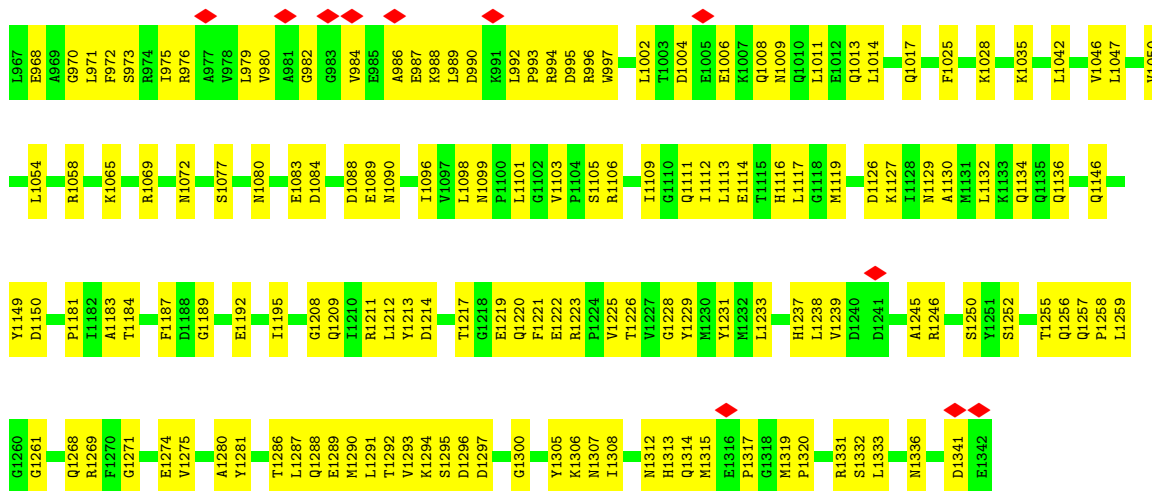 L967 E968 A969 G970 L971 F972 S973 R974 I975 R976 A977 V978 L979 V980 A981 G982 G983 V984 E985 A986 E987 K988 L989 D990 K991 L992 P993 R994 D995 R996 W997 L1002 T1003 D1004 E1005 E1006 K1007 Q1008 N1009 Q1010 L1011 E1012 Q1013 L1014 Q1017 F1025 K1028 K1035 L1042 V1046 L1047 V1050
L1054 R1058 K1065 R1069 N1072 S1077 N1080 E1083 D1084 D1088 E1089 N1090 I1096 V1097 L1098 N1099 P1100 L1101 G1102 V1103 P1104 S1105 R1106 I1109 G1110 Q1111 I1112 L1113 E1114 T1115 H1116 L1117 G1118 M1119 D1126 K1127 I1128 N1129 A1130 M1131 L1132 K1133 Q1134 Q1135 Q1136 Q1146
Y1149 D1150 P1181 I1182 A1183 T1184 F1187 D1188 G1189 E1192 I1195 G1208 Q1209 I1210 R1211 L1212 Y1213 D1214 T1217 G1218 E1219 Q1220 F1221 E1222 R1223 P1224 V1225 T1226 V1227 G1228 Y1229 M1230 Y1231 M1232 L1233 H1237 L1238 V1239 D1240 D1241 A1245 R1246 S1250 Y1251 S1252 T1255 Q1256 Q1257 P1258 L1259
G1260 G1261 Q1268 R1269 F1270 G1271 E1274 V1275 A1280 Y1281 T1286 L1287 Q1288 E1289 M1290 L1291 T1292 V1293 K1294 S1295 D1296 D1297 G1300 Y1305 K1306 N1307 I1308 N1312 H1313 Q1314 M1315 E1316 P1317 G1318 M1319 P1320 R1331 S1332 L1333 N1336 D1341 E1342